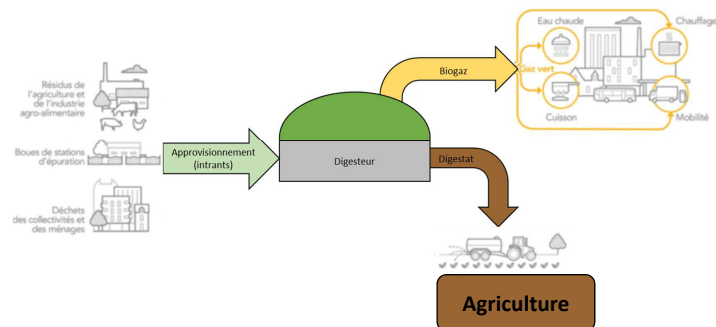 Eau chaude
Chauffage
Gaz vert
Cuisson
Mobilité
Biogaz
Résidus de
l'agriculture et
de l'industrie
agro-alimentaire
Boues de stations
d'épuration
Déchets
des collectivités et
des ménages
Approvisionnement
(intrants)
Digesteur
Digestat
Agriculture